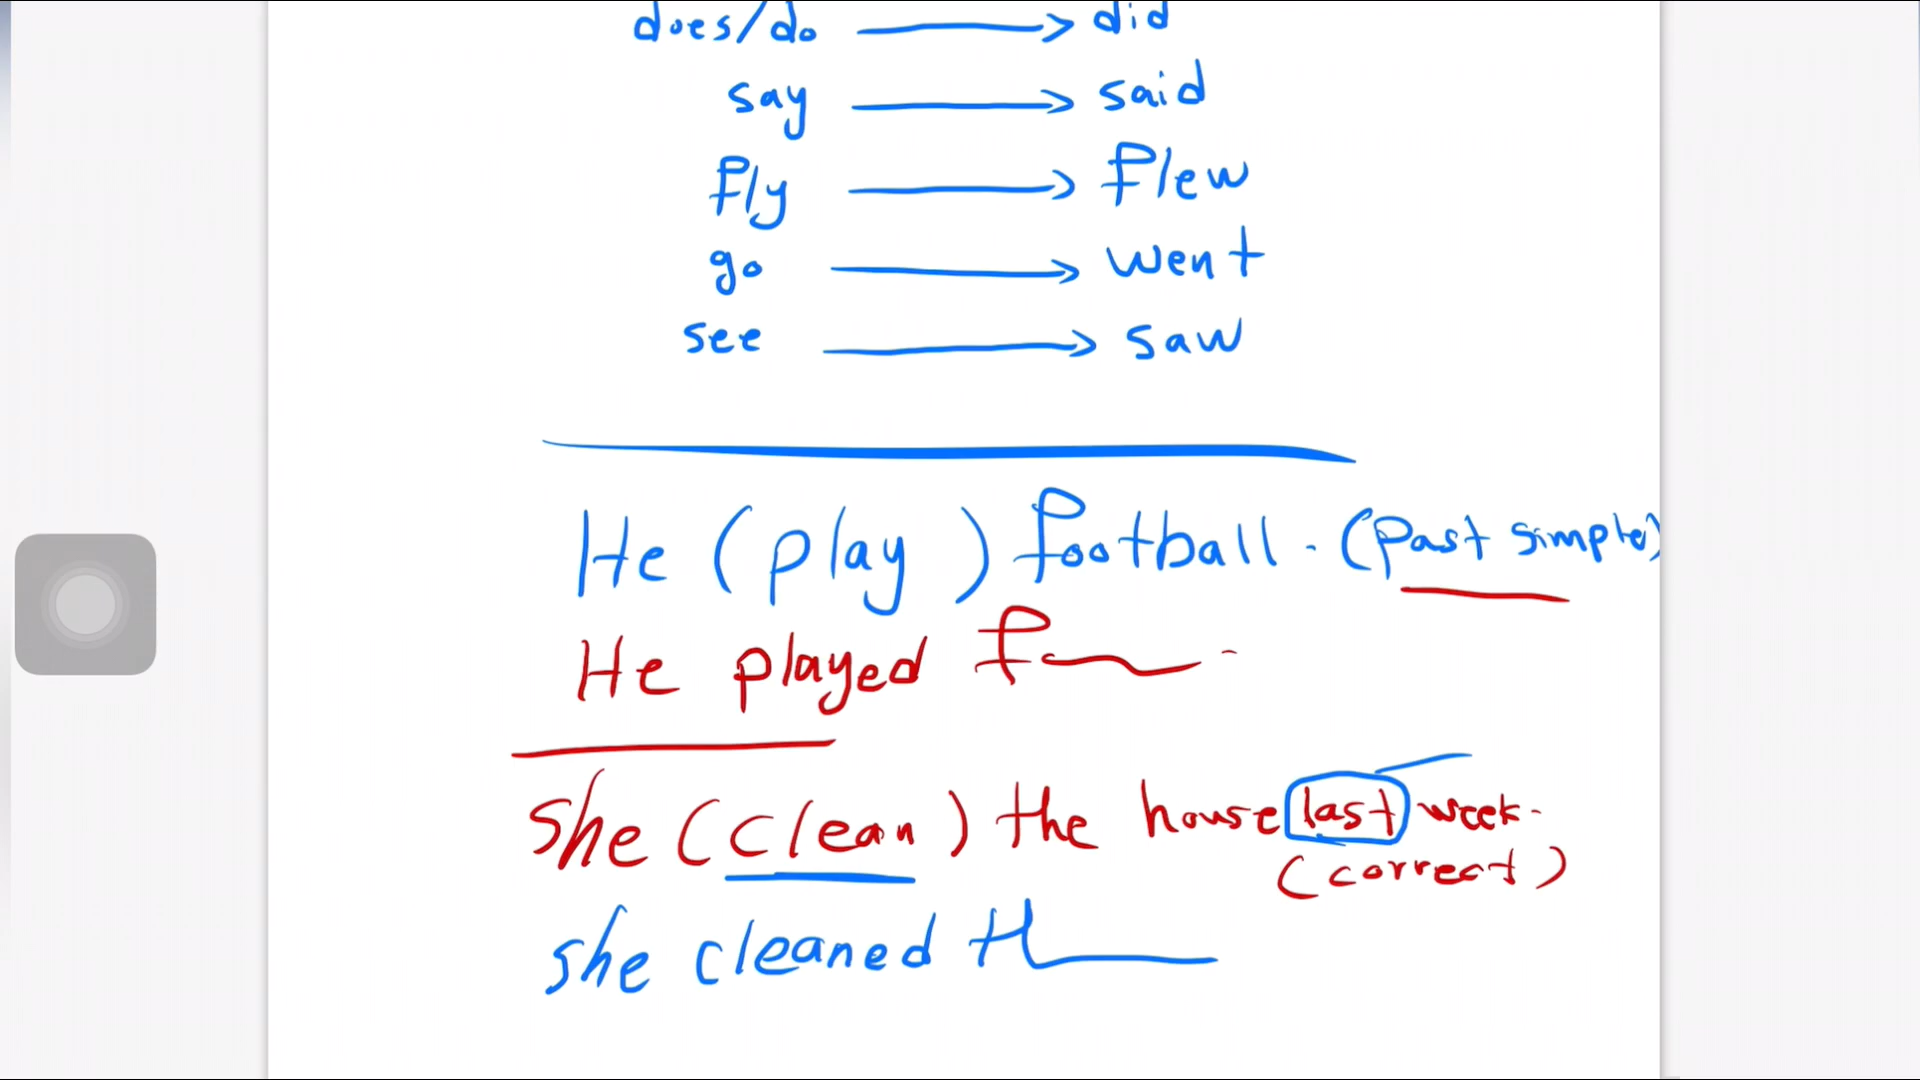 does/do → did
say → said
fly → flew
go → went
see → saw
He (play) football. (Past simple)
He played f
She (clean) the house last week.
(correct)
She cleaned th